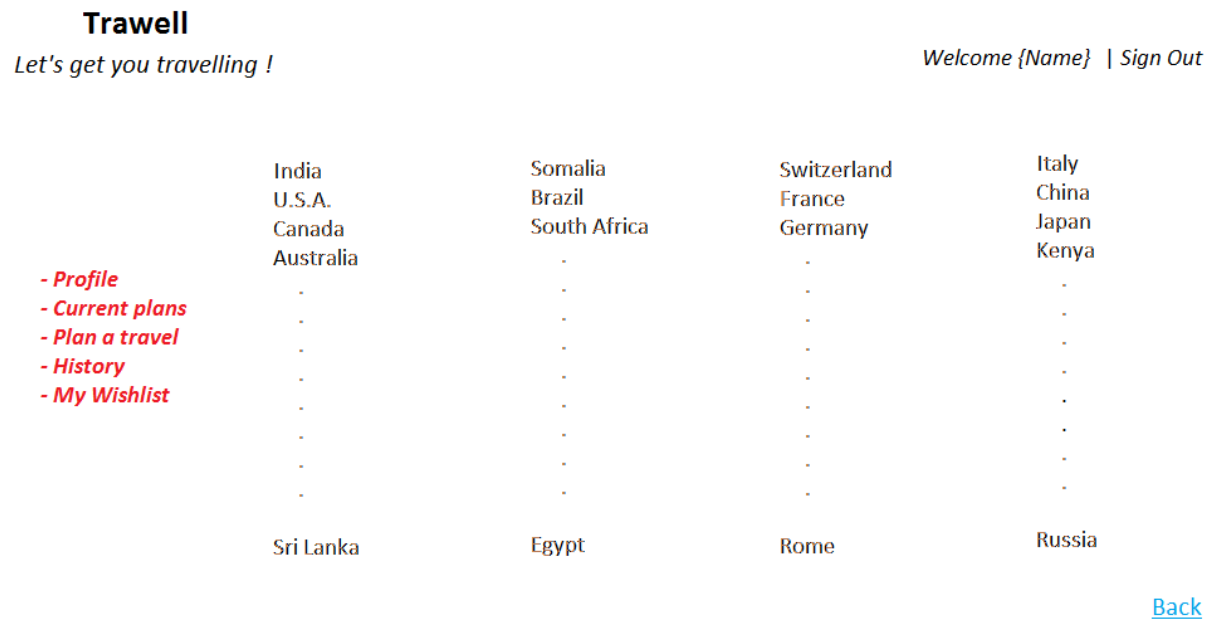 Trawell
Let's get you travelling !
Welcome {Name} | Sign Out
- Profile
- Current plans
- Plan a travel
- History
- My Wishlist
India
U.S.A.
Canada
Australia
.
.
.
.
.
.
.
.
Sri Lanka
Somalia
Brazil
South Africa
.
.
.
.
.
.
.
.
.
Egypt
Switzerland
France
Germany
.
.
.
.
.
.
.
.
.
Rome
Italy
China
Japan
Kenya
.
.
.
.
.
.
.
.
Russia
Back